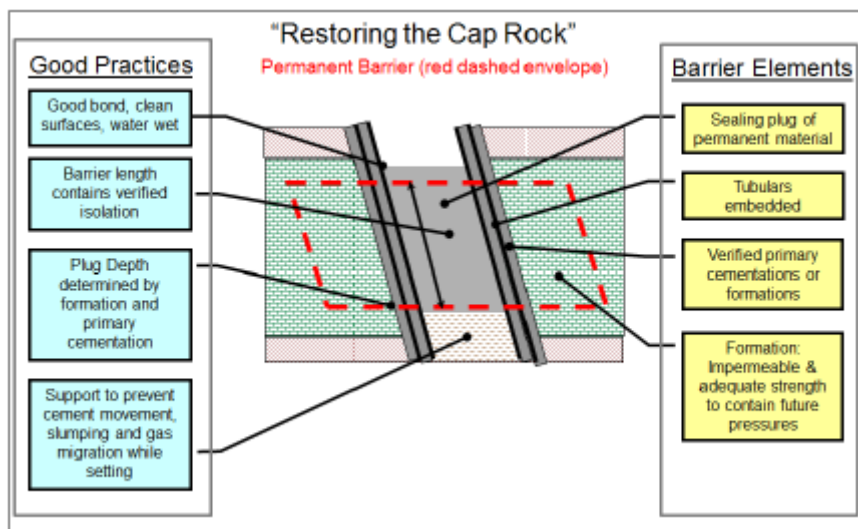 "Restoring the Cap Rock"
Permanent Barrier (red dashed envelope)
Good Practices
Good bond, clean
surfaces, water wet
Barrier length
contains verified
isolation
Plug Depth
determined by
formation and
primary
cementation
Support to prevent
cement movement,
slumping and gas
migration while
setting
Barrier Elements
Sealing plug of
permanent material
Tubulars
embedded
Verified primary
cementations or
formations
Formation:
Impermeable &
adequate strength
to contain future
pressures